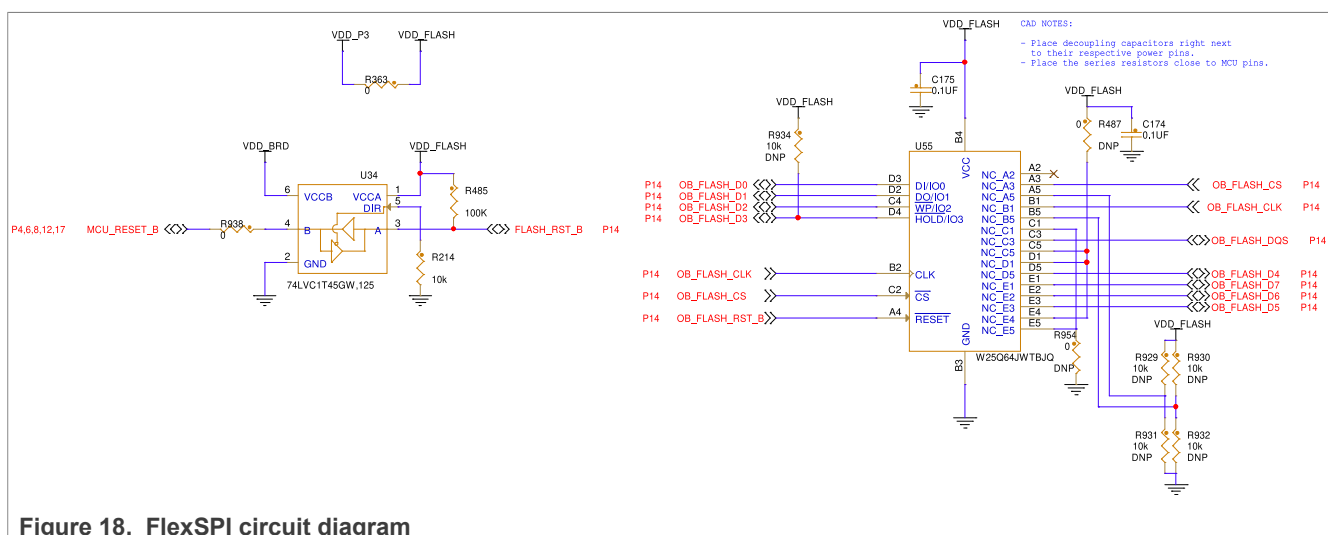 VDD_P3
VDD_FLASH
R363
0
VDD_BRD
VDD_FLASH
U34
6
VCCB
VCCA
1
DIR
5
R485
100K
P4,6,8,12,17
MCU_RESET_B
R938
0
4
B
A
3
FLASH_RST_B
P14
2
GND
R214
10k
74LVC1T45GW,125
VDD_FLASH
CAD NOTES:
- Place decoupling capacitors right next
to their respective power pins.
- Place the series resistors close to MCU pins.
C175
0.1UF
VDD_FLASH
R934
10k
DNP
B4
VDD_FLASH
0
R487
DNP
C174
0.1UF
U55
VCC
P14
OB_FLASH_D0
D3
DI/IO0
P14
OB_FLASH_D1
D2
DO/IO1
P14
OB_FLASH_D2
C4
WP/IO2
P14
OB_FLASH_D3
D4
HOLD/IO3
P14
OB_FLASH_CLK
B2
CLK
P14
OB_FLASH_CS
C2
CS
P14
OB_FLASH_RST_B
A4
RESET
GND
B3
NC_A2
A2
NC_A3
A3
OB_FLASH_CS
P14
NC_A5
A5
NC_B1
B1
OB_FLASH_CLK
P14
NC_B5
B5
NC_C1
C1
NC_C3
C3
OB_FLASH_DQS
P14
NC_C5
C5
NC_D1
D1
NC_D5
D5
OB_FLASH_D4
P14
NC_E1
E1
OB_FLASH_D7
P14
NC_E2
E2
OB_FLASH_D6
P14
NC_E3
E3
OB_FLASH_D5
P14
NC_E4
E4
NC_E5
E5
W25Q64JWTBJQ
R954
0
DNP
VDD_FLASH
R929
10k
DNP
R930
10k
DNP
R931
10k
DNP
R932
10k
DNP
Figure 18. FlexSPI circuit diagram